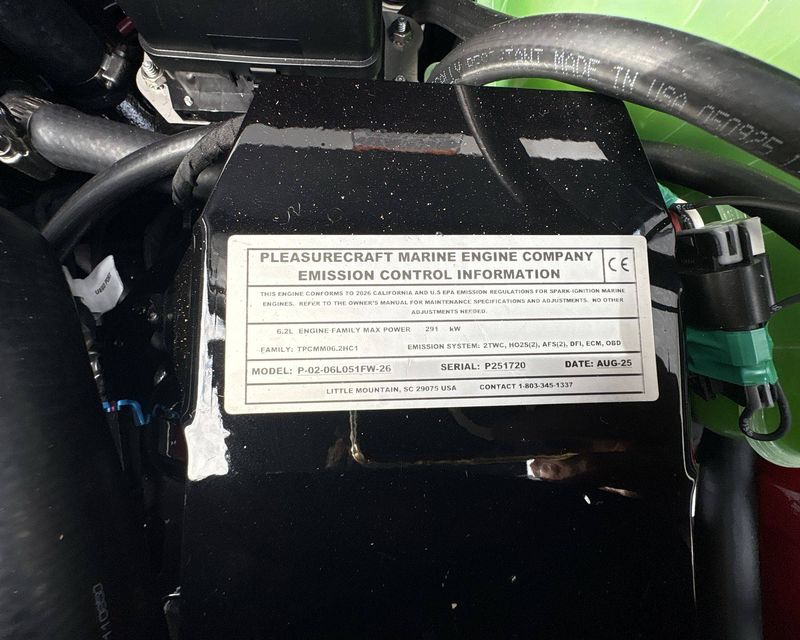 TANT MADE IN USA 050925 1
PLEASURECRAFT MARINE ENGINE COMPANY
EMISSION CONTROL INFORMATION
CE
THIS ENGINE CONFORMS TO 2026 CALIFORNIA AND U.S EPA EMISSION REGULATIONS FOR SPARK-IGNITION MARINE
ENGINES. REFER TO THE OWNER'S MANUAL FOR MAINTENANCE SPECIFICATIONS AND ADJUSTMENTS. NO OTHER
ADJUSTMENTS NEEDED.
6.2L ENGINE FAMILY MAX POWER 291 kW
FAMILY: TPCMM06.2HC1 EMISSION SYSTEM: 2TWC, HO2S(2), AFS(2), DFI, ECM, OBD
MODEL: P-02-06L051FW-26 SERIAL: P251720 DATE: AUG-25
LITTLE MOUNTAIN, SC 29075 USA CONTACT 1-803-345-1337